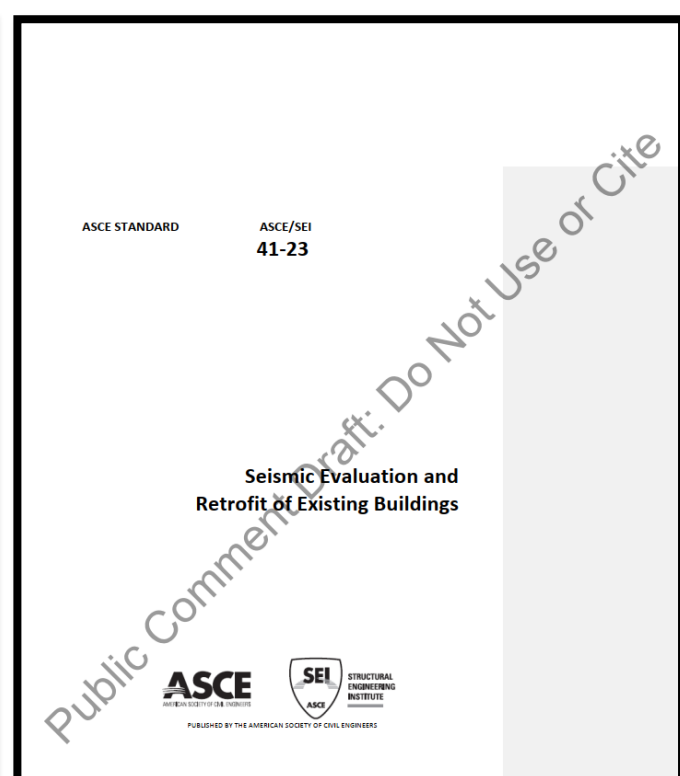 ASCE STANDARD ASCE/SEI
41-23
Seismic Evaluation and
Retrofit of Existing Buildings
Public Comment Draft: Do Not Use or Cite
ASCE
AMERICAN SOCIETY OF CIVIL ENGINEERS
SEI
ASCE
STRUCTURAL
ENGINEERING
INSTITUTE
PUBLISHED BY THE AMERICAN SOCIETY OF CIVIL ENGINEERS